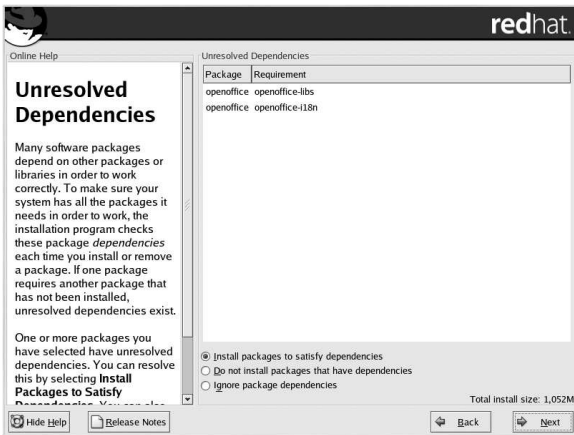 redhat.
Online Help
Unresolved
Dependencies
Many software packages
depend on other packages or
libraries in order to work
correctly. To make sure your
system has all the packages it
needs in order to work, the
installation program checks
these package dependencies
each time you install or remove
a package. If one package
requires another package that
has not been installed,
unresolved dependencies exist.
One or more packages you
have selected have unresolved
dependencies. You can resolve
this by selecting Install
Packages to Satisfy
Unresolved Dependencies
Package Requirement
openoffice openoffice-libs
openoffice openoffice-i18n
Install packages to satisfy dependencies
Do not install packages that have dependencies
Ignore package dependencies
Total install size: 1,052M
Hide Help
Release Notes
Back
Next